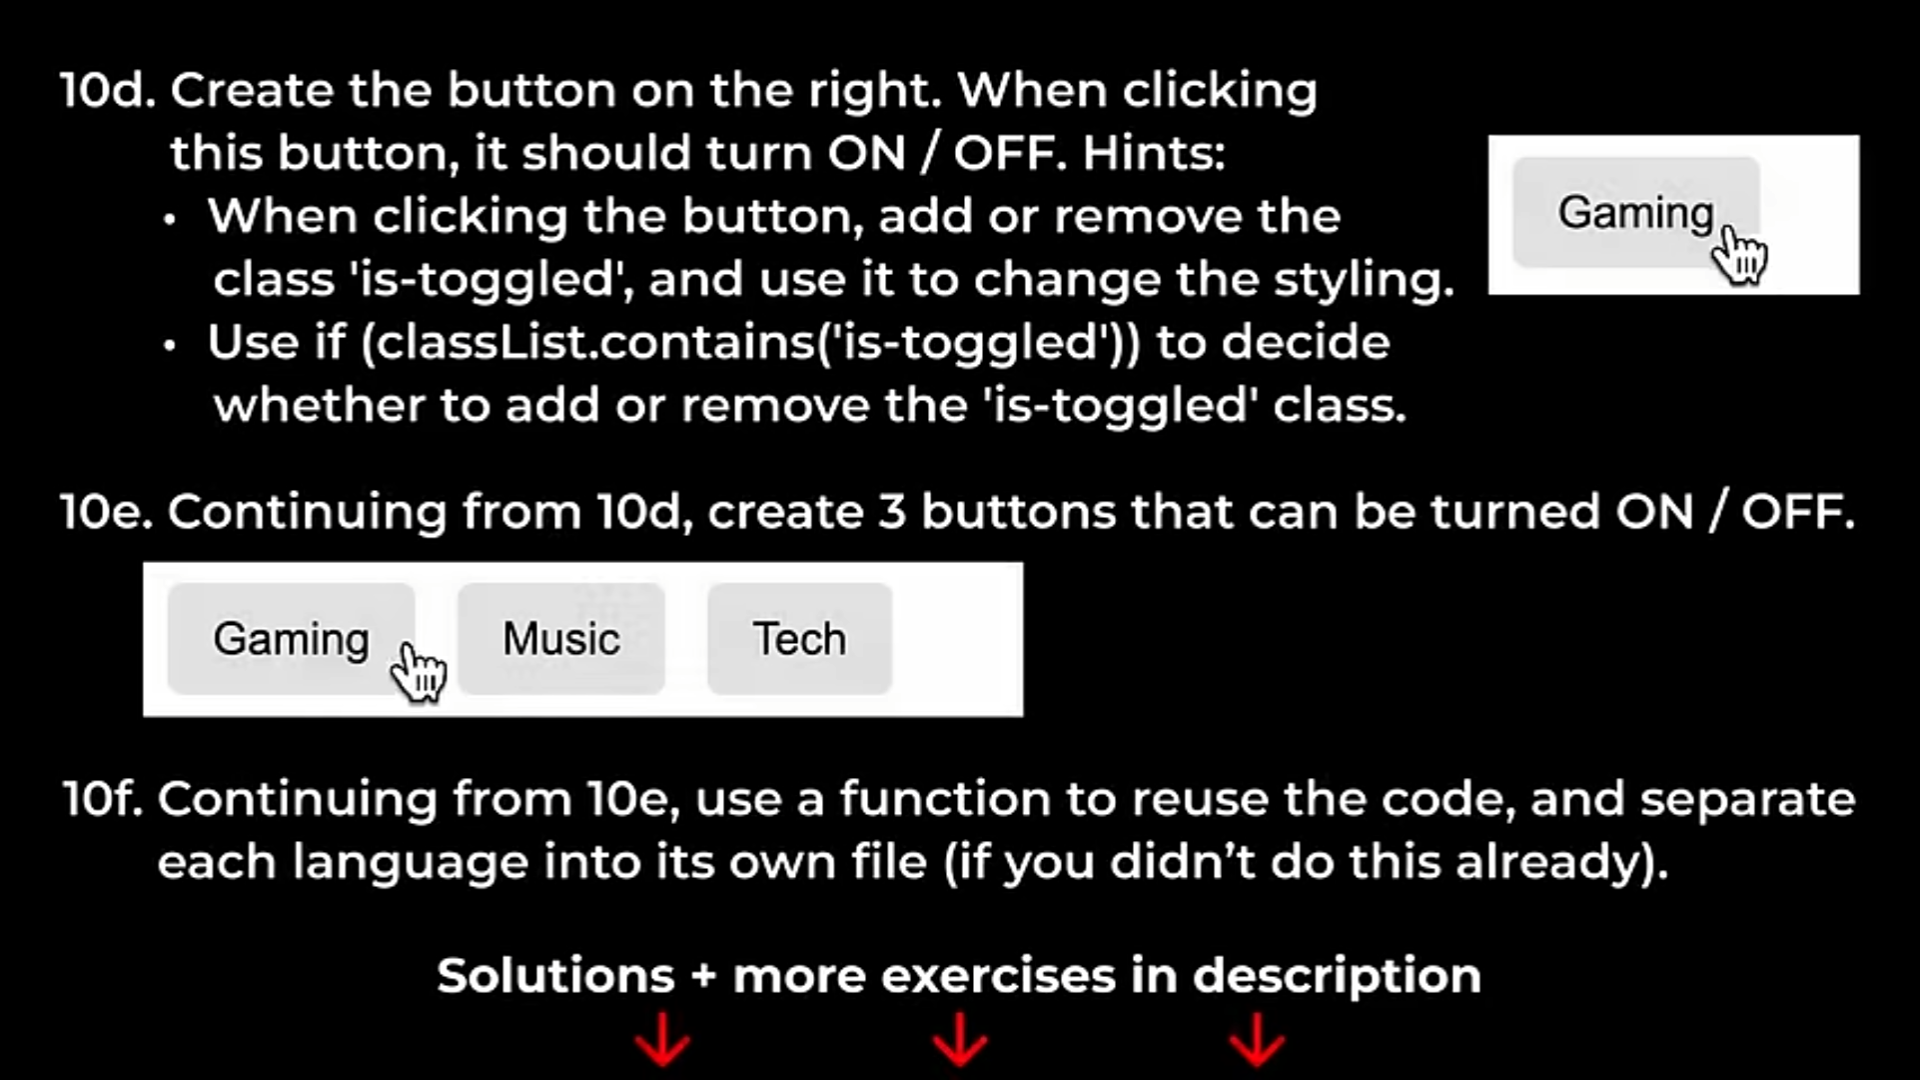 10d. Create the button on the right. When clicking
this button, it should turn ON / OFF. Hints:
• When clicking the button, add or remove the
class 'is-toggled', and use it to change the styling.
• Use if (classList.contains('is-toggled')) to decide
whether to add or remove the 'is-toggled' class.
Gaming
10e. Continuing from 10d, create 3 buttons that can be turned ON / OFF.
Gaming Music Tech
10f. Continuing from 10e, use a function to reuse the code, and separate
each language into its own file (if you didn’t do this already).
Solutions + more exercises in description